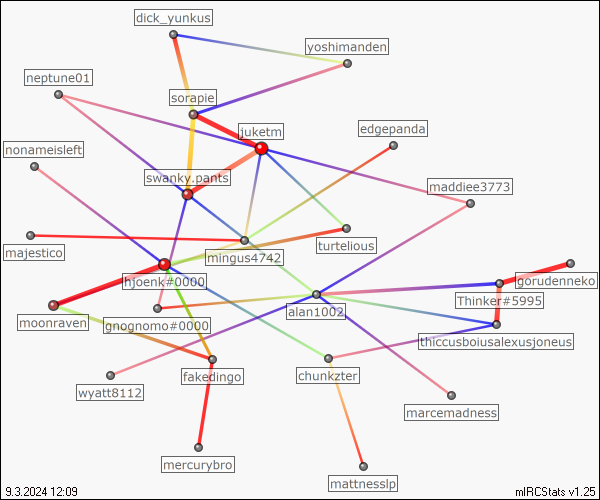 dick_yunkus
yoshimanden
neptune01
sorapie
juketm
edgepanda
nonameisleft
swanky.pants
maddiee3773
majestico
mingus4742
turtelious
hjoenk#0000
gorudenneko
Thinker#5995
moonraven
gnognomo#0000
alan1002
thiccusboiusalexusjoneus
fakedingo
chunkzter
wyatt8112
marcemadness
mercurybro
mattnesslp
9.3.2024 12:09
mIRCStats v1.25